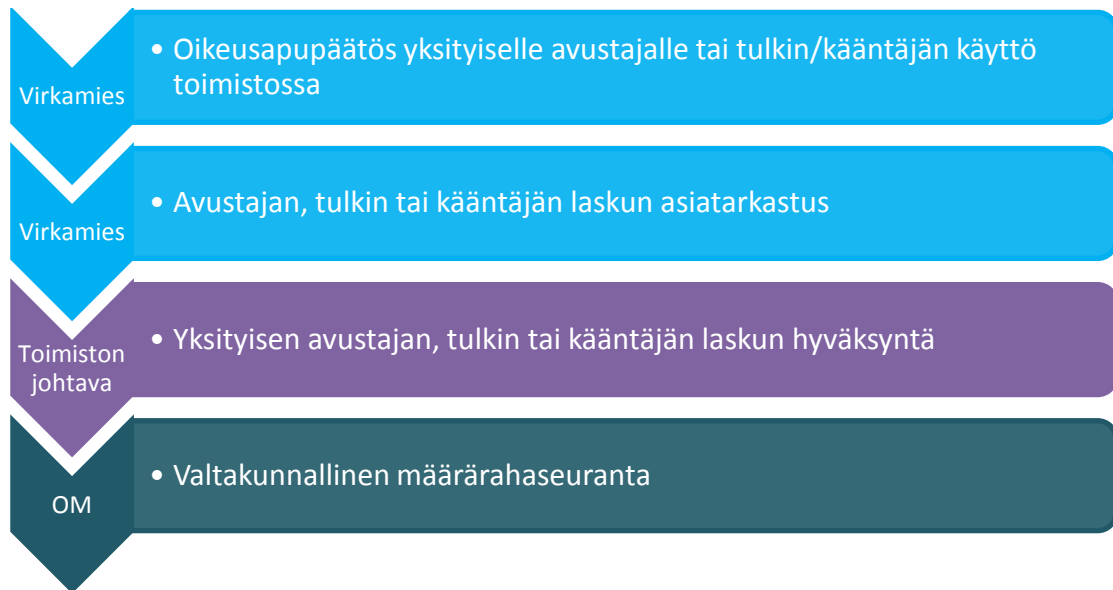 Virkamies
• Oikeusapupäätös yksityiselle avustajalle tai tulkin/kääntäjän käyttö
toimistossa
Virkamies
• Avustajan, tulkin tai kääntäjän laskun asiatarkastus
Toimiston
johtava
• Yksityisen avustajan, tulkin tai kääntäjän laskun hyväksyntä
OM
• Valtakunnallinen määrärahaseuranta